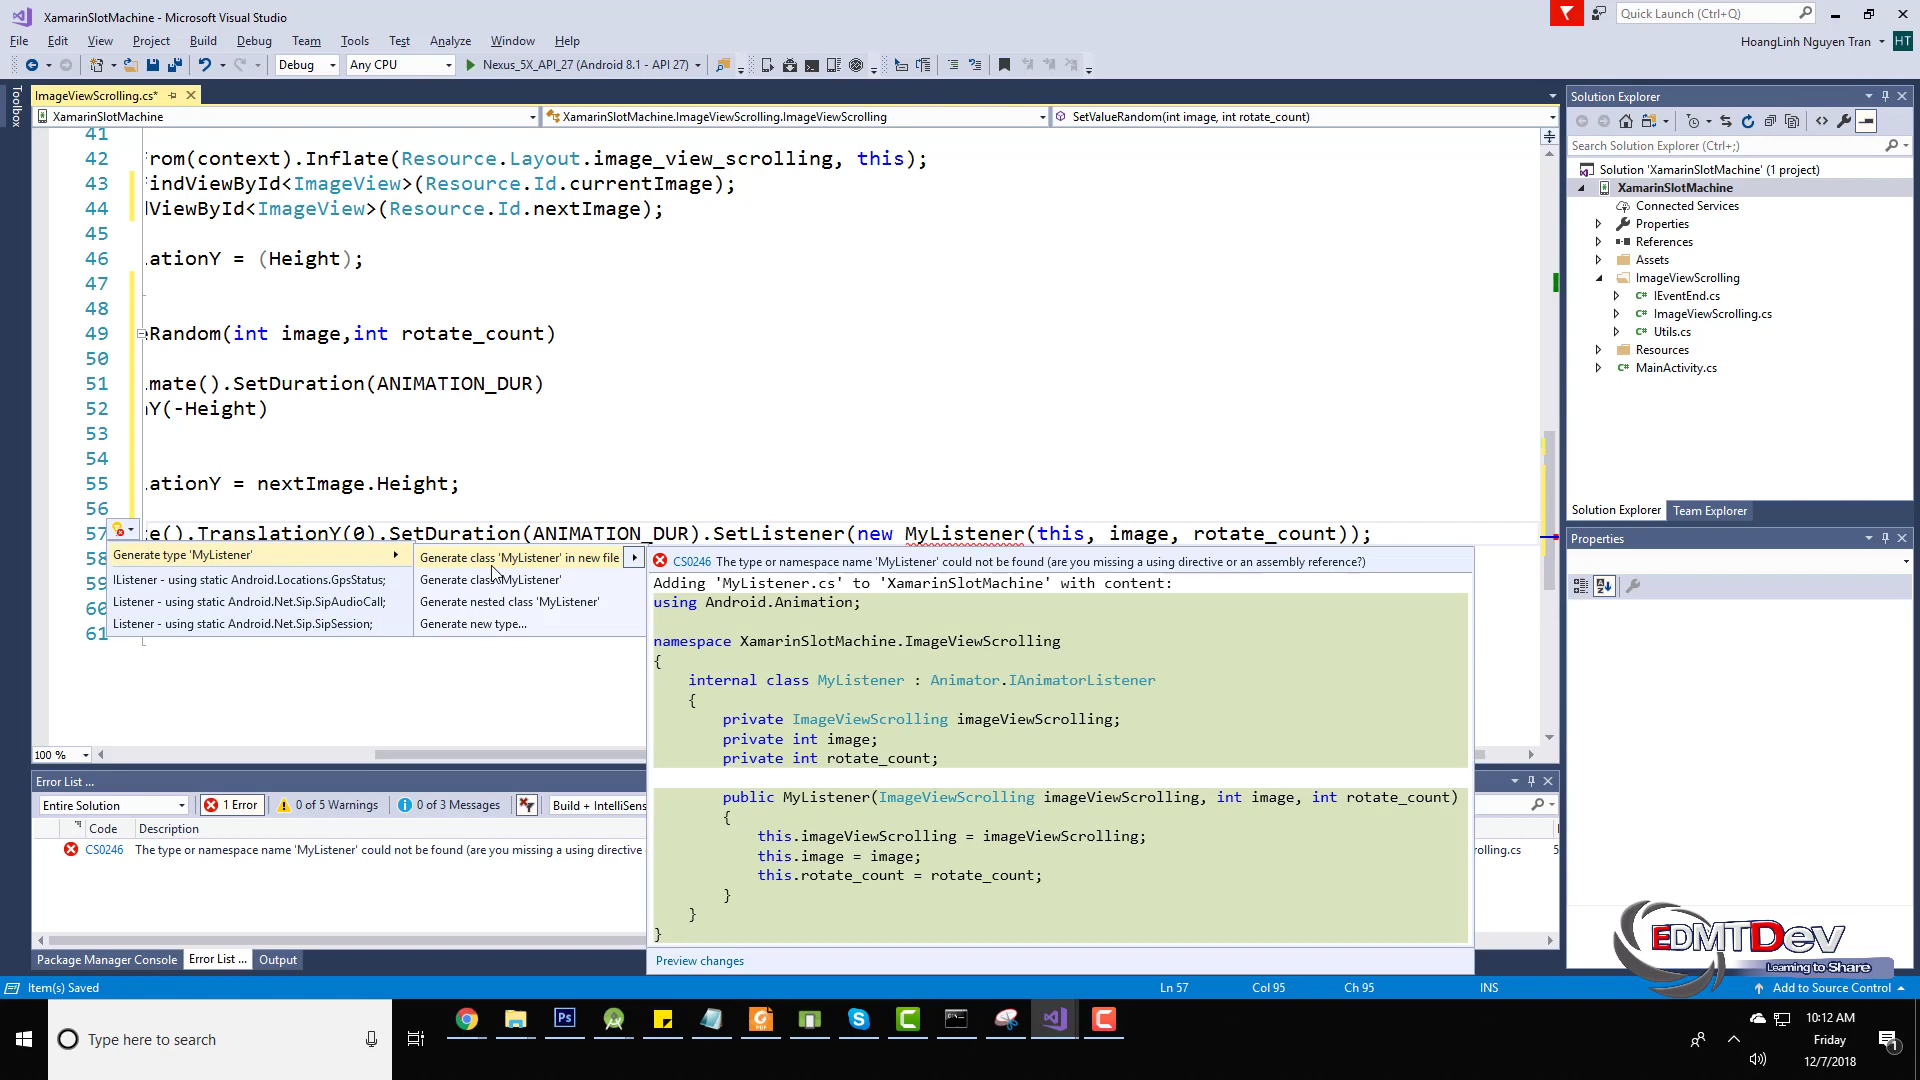 XamarinSlotMachine - Microsoft Visual Studio
Quick Launch (Ctrl+Q)
File Edit View Project Build Debug Team Tools Test Analyze Window Help
HoangLinh Nguyen Tran
HT
Debug
Any CPU
Nexus_5X_API_27 (Android 8.1 - API 27)
Toolbox
ImageViewScrolling.cs*
XamarinSlotMachine
XamarinSlotMachine.ImageViewScrolling.ImageViewScrolling
SetValueRandom(int image, int rotate_count)
41
42 From(context).Inflate(Resource.Layout.image_view_scrolling, this);
43 FindViewById<ImageView>(Resource.Id.currentImage);
44 dViewById<ImageView>(Resource.Id.nextImage);
45
46 lationY = (Height);
47
48
49 eRandom(int image,int rotate_count)
50
51 mate().SetDuration(ANIMATION_DUR)
52 nY(-Height)
53
54
55 lationY = nextImage.Height;
56
57 te().TranslationY(0).SetDuration(ANIMATION_DUR).SetListener(new MyListener(this, image, rotate_count));
58
59
60
61
Generate type 'MyListener'
IListener - using static Android.Locations.GpsStatus;
Listener - using static Android.Net.Sip.SipAudioCall;
Listener - using static Android.Net.Sip.SipSession;
Generate class 'MyListener' in new file
Generate class 'MyListener'
Generate nested class 'MyListener'
Generate new type...
CS0246 The type or namespace name 'MyListener' could not be found (are you missing a using directive or an assembly reference?)
Adding 'MyListener.cs' to 'XamarinSlotMachine' with content:
using Android.Animation;
namespace XamarinSlotMachine.ImageViewScrolling
{
internal class MyListener : Animator.IAnimatorListener
{
private ImageViewScrolling imageViewScrolling;
private int image;
private int rotate_count;
public MyListener(ImageViewScrolling imageViewScrolling, int image, int rotate_count)
{
this.imageViewScrolling = imageViewScrolling;
this.image = image;
this.rotate_count = rotate_count;
}
}
}
Preview changes
100 %
Error List ...
Entire Solution
1 Error
0 of 5 Warnings
0 of 3 Messages
Build + IntelliSens
Code Description
CS0246 The type or namespace name 'MyListener' could not be found (are you missing a using directive
rolling.cs 5
Package Manager Console
Error List ...
Output
Solution Explorer
Search Solution Explorer (Ctrl+;)
Solution 'XamarinSlotMachine' (1 project)
XamarinSlotMachine
Connected Services
Properties
References
Assets
ImageViewScrolling
IEventEnd.cs
ImageViewScrolling.cs
Utils.cs
Resources
MainActivity.cs
Solution Explorer
Team Explorer
Properties
EDMTDev
Learning to Share
Item(s) Saved
Ln 57
Col 95
Ch 95
INS
Add to Source Control
Type here to search
Ps
10:12 AM
Friday
12/7/2018
1